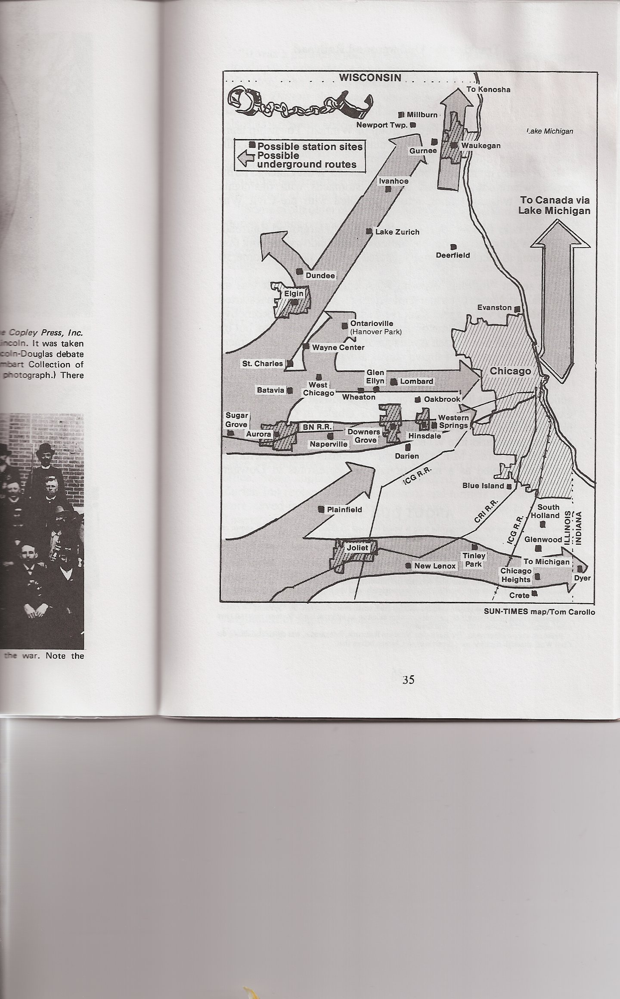 Copley Press, Inc.
Lincoln. It was taken
coln-Douglas debate
mbart Collection of
photograph.) There
the war. Note the
WISCONSIN
To Kenosha
Millburn
Newport Twp.
Lake Michigan
Possible station sites
Possible
underground routes
Gurnee
Waukegan
Ivanhoe
To Canada via
Lake Michigan
Lake Zurich
Deerfield
Dundee
Elgin
Evanston
Ontarioville
(Hanover Park)
Wayne Center
St. Charles
Chicago
Glen
Ellyn
Lombard
Batavia
West
Chicago
Wheaton
Oakbrook
Sugar
Grove
Aurora
BN R.R.
Naperville
Downers
Grove
Hinsdale
Western
Springs
Darien
ICG R.R.
Blue Island
Plainfield
CRI R.R.
ICG R.R.
South
Holland
ILLINOIS
INDIANA
Glenwood
Joliet
New Lenox
Tinley
Park
To Michigan
Chicago
Heights
Dyer
Crete
SUN-TIMES map/Tom Carollo
35